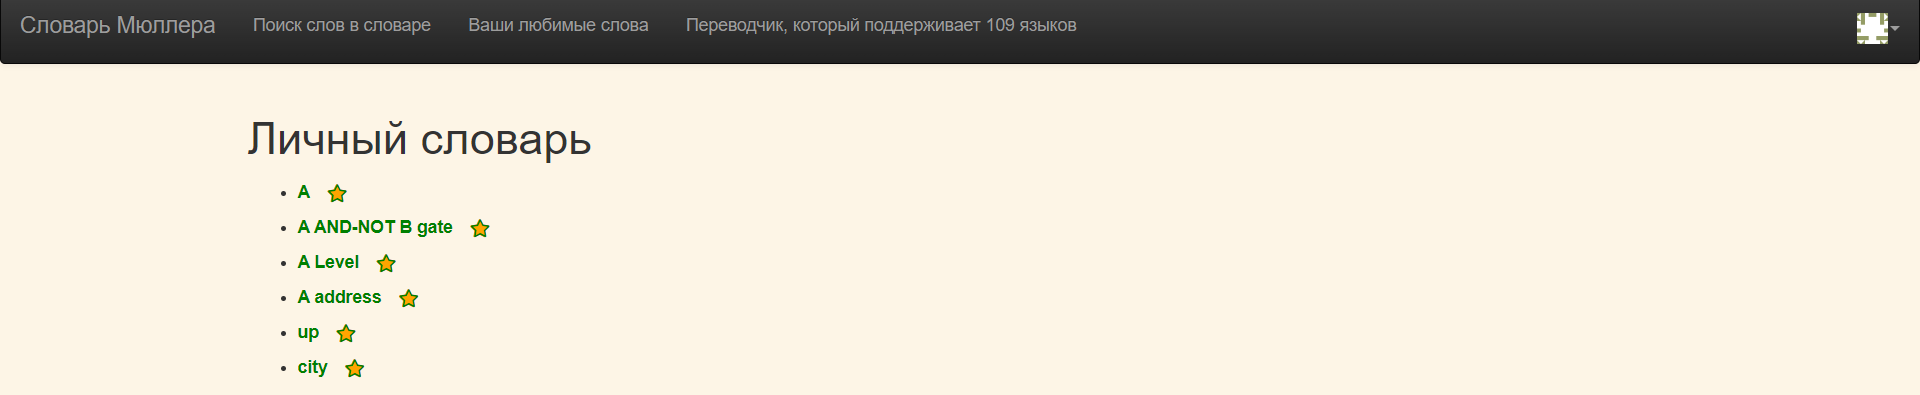 Словарь Мюллера Поиск слов в словаре Ваши любимые слова Переводчик, который поддерживает 109 языков
Личный словарь
A
A AND-NOT B gate
A Level
A address
up
city